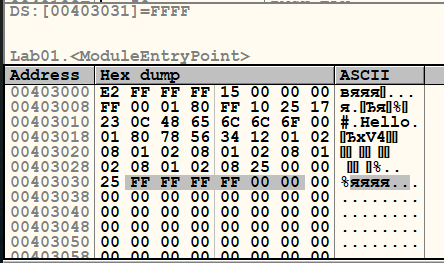 DS:[00403031]=FFFF
Lab01.<ModuleEntryPoint>
Address Hex dump ASCII
00403000 E2 FF FF FF 15 00 00 00 вяяя...
00403008 FF 00 01 80 FF 10 25 17 я.Ђя%
00403010 23 0C 48 65 6C 6C 6F 00 #.Hello.
00403018 01 80 78 56 34 12 01 02 ЂxV4
00403020 08 01 02 08 01 02 08 01
00403028 02 08 01 02 08 25 00 00 %..
00403030 25 FF FF FF FF 00 00 00 %яяяя...
00403038 00 00 00 00 00 00 00 00 ........
00403040 00 00 00 00 00 00 00 00 ........
00403048 00 00 00 00 00 00 00 00 ........
00403050 00 00 00 00 00 00 00 00 ........